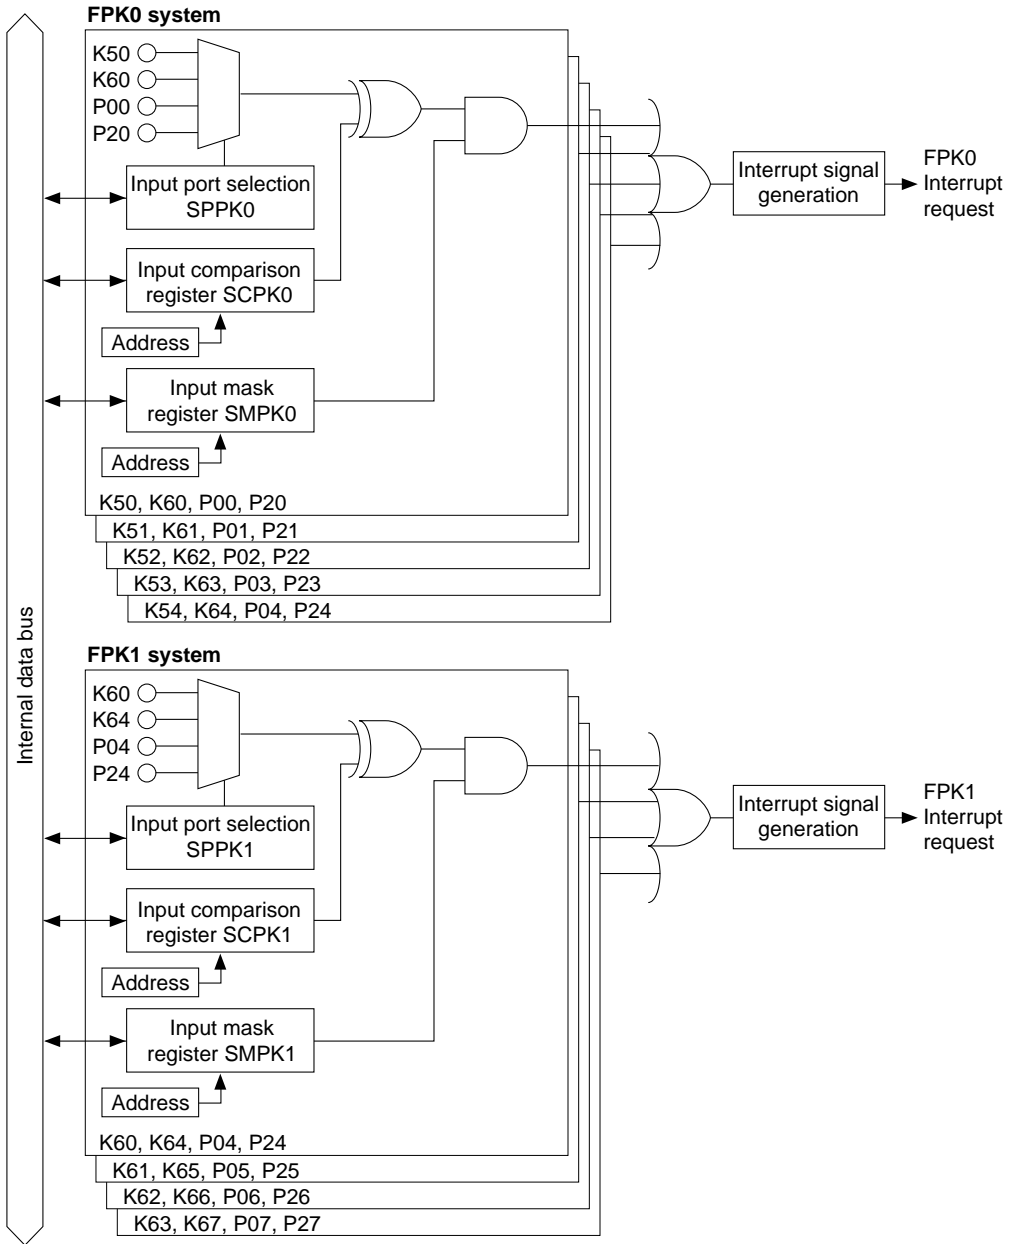 FPK0 system
K50
K60
P00
P20
Input port selection
SPPK0
Input comparison
register SCPK0
Address
Input mask
register SMPK0
Address
K50, K60, P00, P20
K51, K61, P01, P21
K52, K62, P02, P22
K53, K63, P03, P23
K54, K64, P04, P24
Interrupt signal
generation
FPK0
Interrupt
request
Internal data bus
FPK1 system
K60
K64
P04
P24
Input port selection
SPPK1
Input comparison
register SCPK1
Address
Input mask
register SMPK1
Address
K60, K64, P04, P24
K61, K65, P05, P25
K62, K66, P06, P26
K63, K67, P07, P27
Interrupt signal
generation
FPK1
Interrupt
request